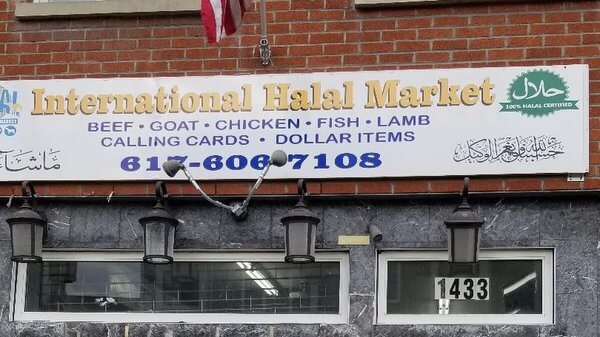 International Halal Market
حلال
100% HALAL
CERTIFIED
BEEF • GOAT • CHICKEN • FISH • LAMB
CALLING CARDS • DOLLAR ITEMS
617-606-7108
حسبنا الله ونعم الوكيل
1433